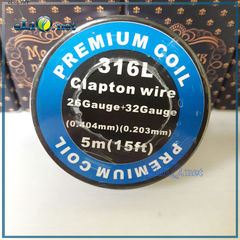 PREMIUM COIL
316L
Clapton wire
26Gauge+32Gauge
(0.404mm)(0.203mm)
5m(15ft)
PREMIUM COIL